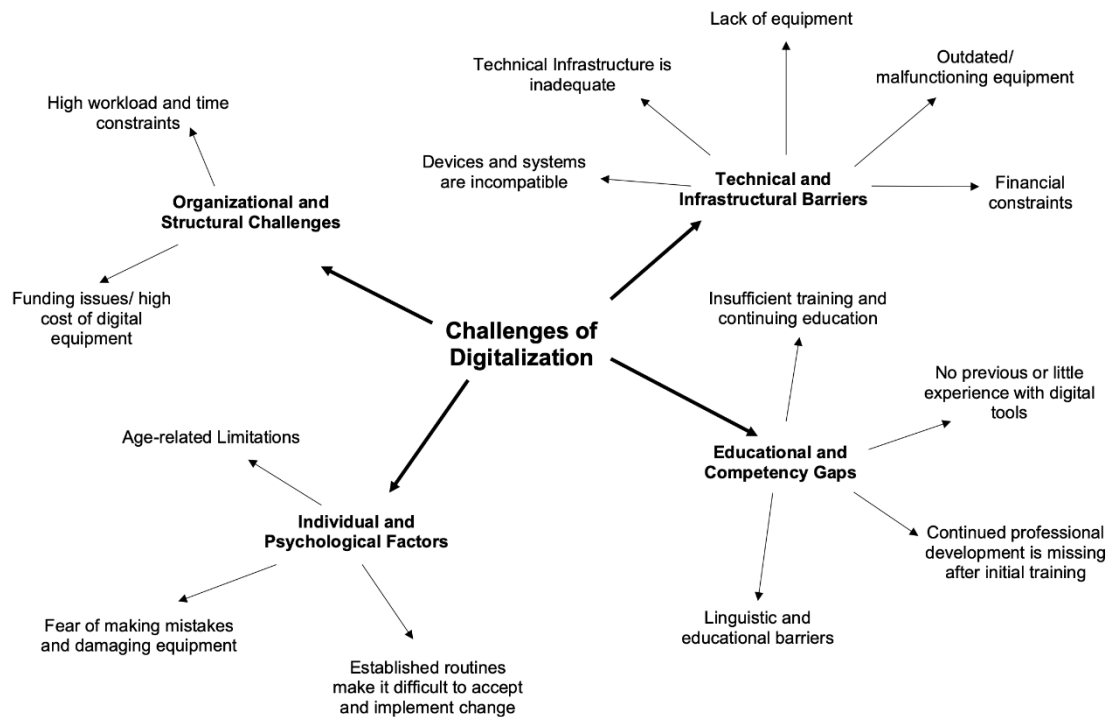 Lack of equipment
Technical Infrastructure is
inadequate
Outdated/
malfunctioning equipment
High workload and time
constraints
Devices and systems
are incompatible
Technical and
Infrastructural Barriers
Financial
constraints
Organizational and
Structural Challenges
Funding issues/ high
cost of digital
equipment
Insufficient training and
continuing education
Challenges of
Digitalization
No previous or little
experience with digital
tools
Age-related Limitations
Educational and
Competency Gaps
Individual and
Psychological Factors
Continued professional
development is missing
after initial training
Fear of making mistakes
and damaging equipment
Linguistic and
educational barriers
Established routines
make it difficult to accept
and implement change